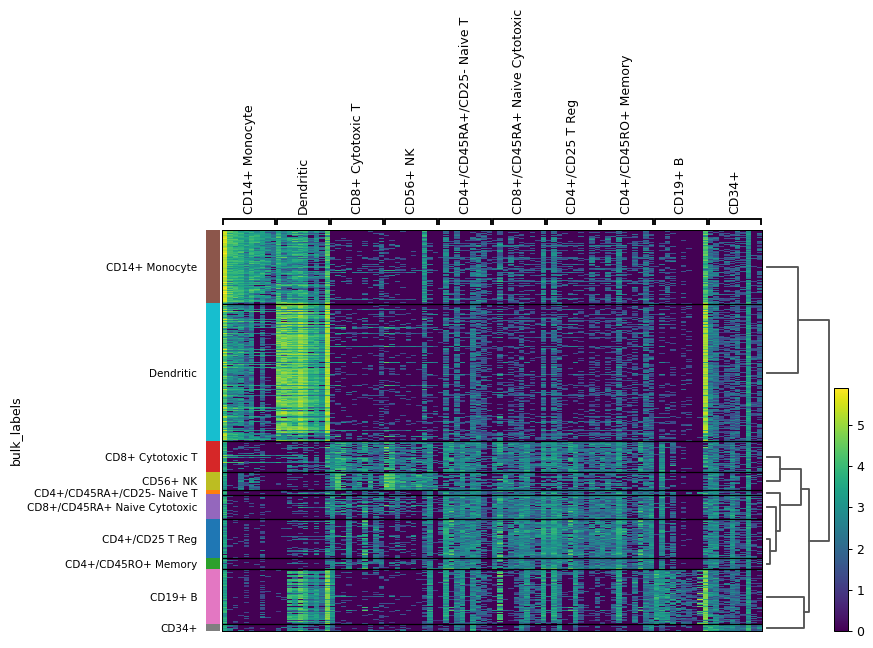 CD14+ Monocyte
Dendritic
CD8+ Cytotoxic T
CD56+ NK
CD4+/CD45RA+/CD25- Naive T
CD8+/CD45RA+ Naive Cytotoxic
CD4+/CD25 T Reg
CD4+/CD45RO+ Memory
CD19+ B
CD34+
bulk_labels
CD14+ Monocyte
Dendritic
CD8+ Cytotoxic T
CD56+ NK
CD4+/CD45RA+/CD25- Naive T
CD8+/CD45RA+ Naive Cytotoxic
CD4+/CD25 T Reg
CD4+/CD45RO+ Memory
CD19+ B
CD34+
5
4
3
2
1
0